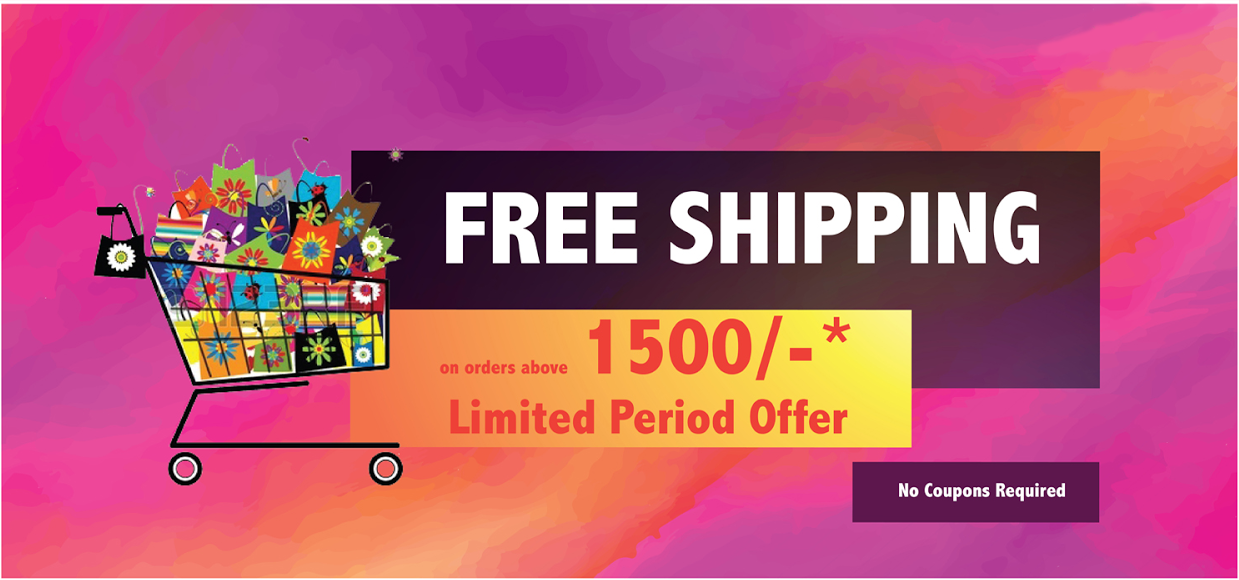 FREE SHIPPING
on orders above 1500/-*
Limited Period Offer
No Coupons Required